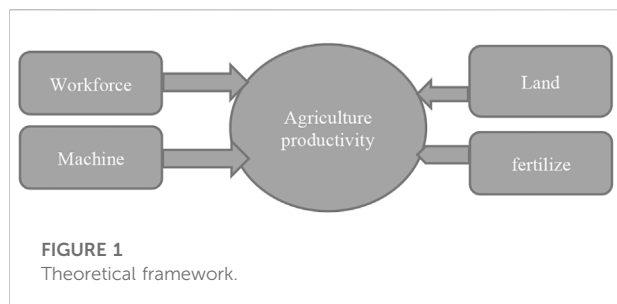 Workforce
Machine
Agriculture
productivity
Land
fertilize
FIGURE 1
Theoretical framework.